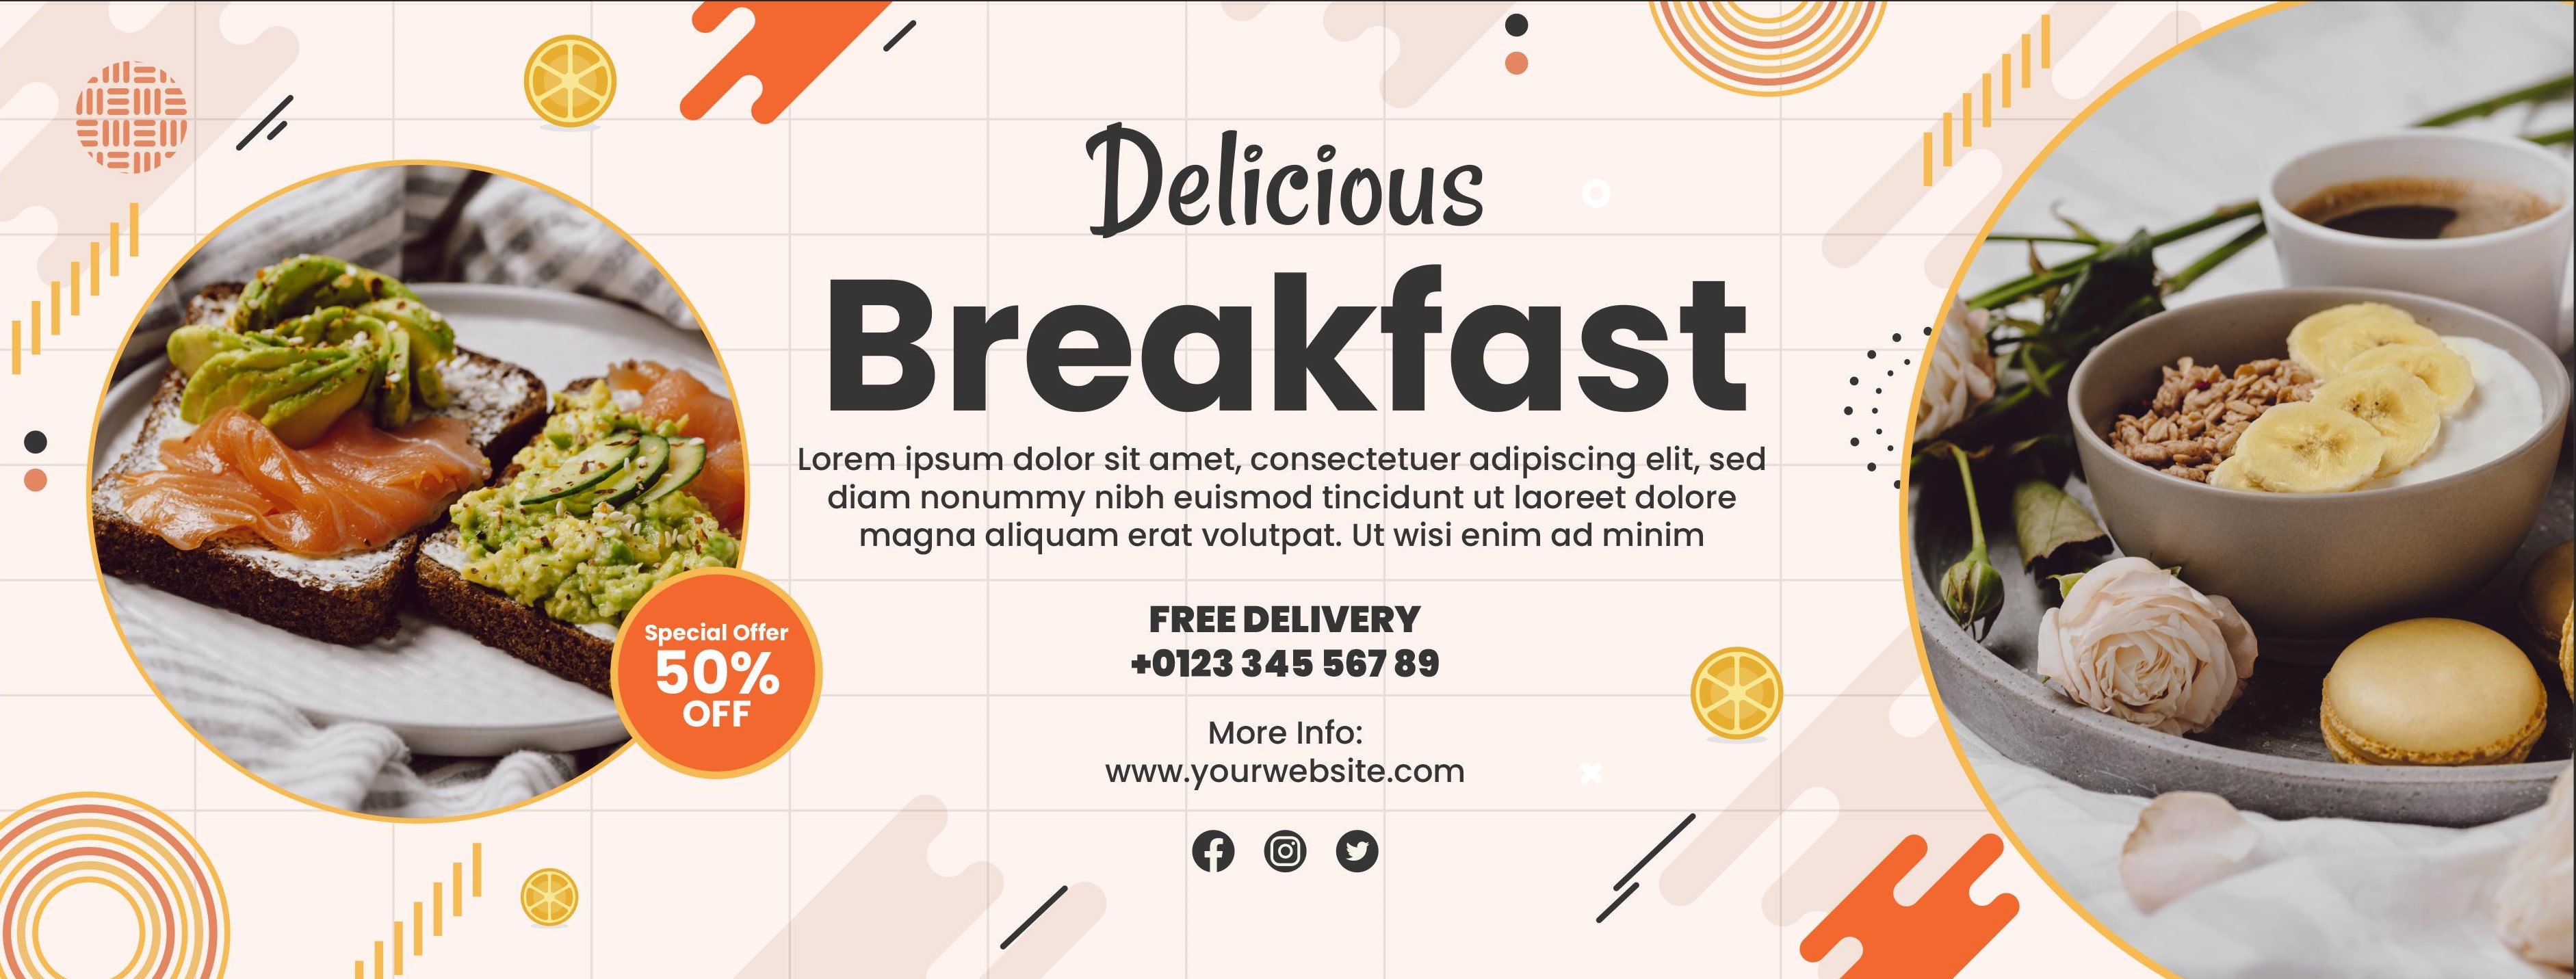 Delicious
Breakfast
Lorem ipsum dolor sit amet, consectetuer adipiscing elit, sed
diam nonummy nibh euismod tincidunt ut laoreet dolore
magna aliquam erat volutpat. Ut wisi enim ad minim
FREE DELIVERY
+0123 345 567 89
More Info:
www.yourwebsite.com
Special Offer
50%
OFF